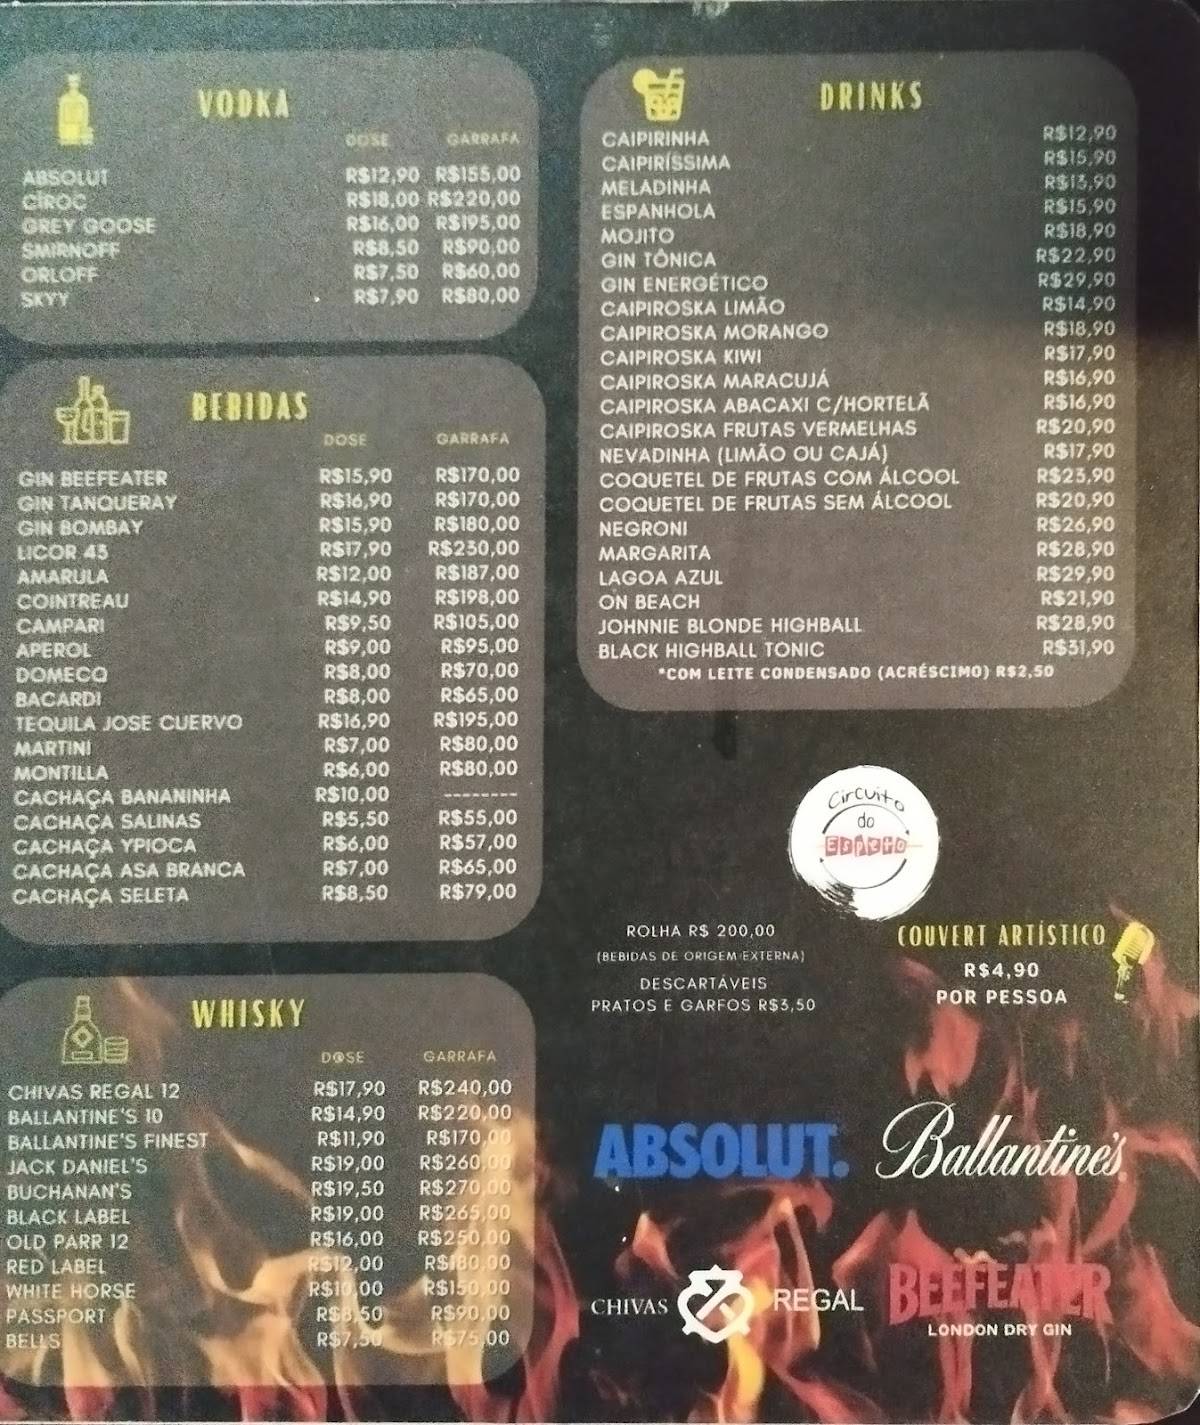 VODKA
DOSE GARRAFA
ABSOLUT R$12,90 R$155,00
CÎROC R$18,00 R$220,00
GREY GOOSE R$16,00 R$195,00
SMIRNOFF R$8,50 R$90,00
ORLOFF R$7,50 R$60,00
SKYY R$7,90 R$80,00
BEBIDAS
DOSE GARRAFA
GIN BEEFEATER R$15,90 R$170,00
GIN TANQUERAY R$16,90 R$170,00
GIN BOMBAY R$15,90 R$180,00
LICOR 43 R$17,90 R$230,00
AMARULA R$12,00 R$187,00
COINTREAU R$14,90 R$198,00
CAMPARI R$9,50 R$105,00
APEROL R$9,00 R$95,00
DOMECQ R$8,00 R$70,00
BACARDI R$8,00 R$65,00
TEQUILA JOSE CUERVO R$16,90 R$195,00
MARTINI R$7,00 R$80,00
MONTILLA R$6,00 R$80,00
CACHAÇA BANANINHA R$10,00 --------
CACHAÇA SALINAS R$5,50 R$55,00
CACHAÇA YPIOCA R$6,00 R$57,00
CACHAÇA ASA BRANCA R$7,00 R$65,00
CACHAÇA SELETA R$8,50 R$79,00
WHISKY
DOSE GARRAFA
CHIVAS REGAL 12 R$17,90 R$240,00
BALLANTINE'S 10 R$14,90 R$220,00
BALLANTINE'S FINEST R$11,90 R$170,00
JACK DANIEL'S R$19,00 R$260,00
BUCHANAN'S R$19,50 R$270,00
BLACK LABEL R$19,00 R$265,00
OLD PARR 12 R$16,00 R$250,00
RED LABEL R$12,00 R$180,00
WHITE HORSE R$10,00 R$150,00
PASSPORT R$8,50 R$90,00
BELLS R$7,50 R$75,00
DRINKS
CAIPIRINHA R$12,90
CAIPIRÍSSIMA R$15,90
MELADINHA R$13,90
ESPANHOLA R$15,90
MOJITO R$18,90
GIN TÔNICA R$22,90
GIN ENERGÉTICO R$29,90
CAIPIROSKA LIMÃO R$14,90
CAIPIROSKA MORANGO R$18,90
CAIPIROSKA KIWI R$17,90
CAIPIROSKA MARACUJÁ R$16,90
CAIPIROSKA ABACAXI C/HORTELÃ R$16,90
CAIPIROSKA FRUTAS VERMELHAS R$20,90
NEVADINHA (LIMÃO OU CAJÁ) R$17,90
COQUETEL DE FRUTAS COM ÁLCOOL R$23,90
COQUETEL DE FRUTAS SEM ÁLCOOL R$20,90
NEGRONI R$26,90
MARGARITA R$28,90
LAGOA AZUL R$29,90
ON BEACH R$21,90
JOHNNIE BLONDE HIGHBALL R$28,90
BLACK HIGHBALL TONIC R$31,90
*COM LEITE CONDENSADO (ACRÉSCIMO) R$2,50
Circuito
do
Espeto
ROLHA R$ 200,00
(BEBIDAS DE ORIGEM EXTERNA)
DESCARTÁVEIS
PRATOS E GARFOS R$3,50
COUVERT ARTÍSTICO
R$4,90
POR PESSOA
ABSOLUT.
Ballantine's
CHIVAS REGAL
BEEFEATER
LONDON DRY GIN